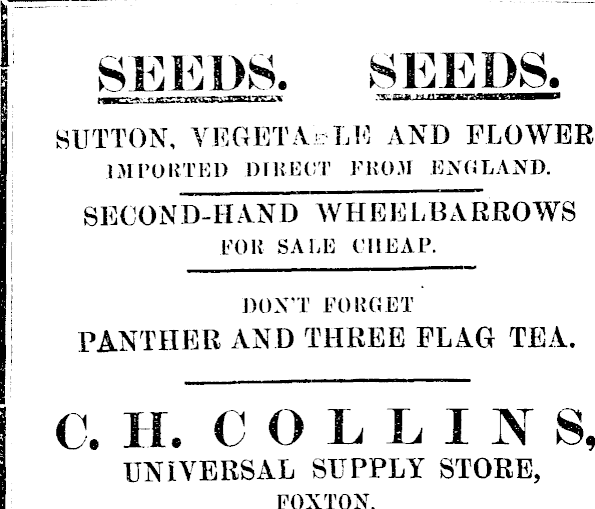 SEEDS. SEEDS.
SUTTON, VEGETABLE AND FLOWER
IMPORTED DIRECT FROM ENGLAND.
SECOND-HAND WHEELBARROWS
FOR SALE CHEAP.
DON'T FORGET
PANTHER AND THREE FLAG TEA.
C. H. COLLINS,
UNIVERSAL SUPPLY STORE,
FOXTON.